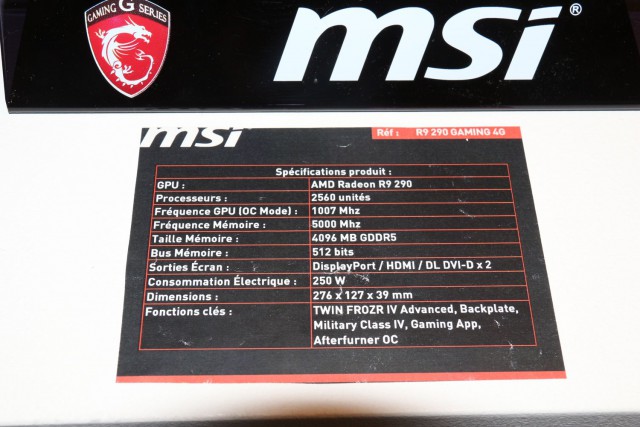 GAMING G SERIES
msi®
msi
Réf : R9 290 GAMING 4G
Spécifications produit :
GPU : AMD Radeon R9 290
Processeurs : 2560 unités
Fréquence GPU (OC Mode) : 1007 Mhz
Fréquence Mémoire : 5000 Mhz
Taille Mémoire : 4096 MB GDDR5
Bus Mémoire : 512 bits
Sorties Écran : DisplayPort / HDMI / DL DVI-D x 2
Consommation Électrique : 250 W
Dimensions : 276 x 127 x 39 mm
Fonctions clés : TWIN FROZR IV Advanced, Backplate,
Military Class IV, Gaming App,
Afterfurner OC